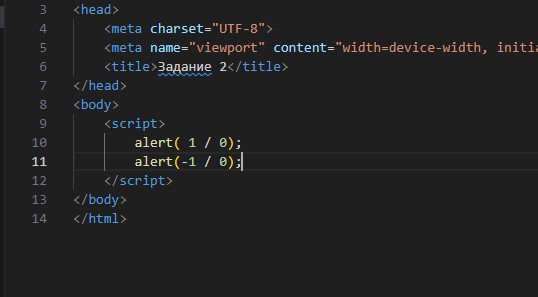 3 <head>
4 <meta charset="UTF-8">
5 <meta name="viewport" content="width=device-width, initia
6 <title>Задание 2</title>
7 </head>
8 <body>
9 <script>
10 alert( 1 / 0);
11 alert(-1 / 0);
12 </script>
13 </body>
14 </html>